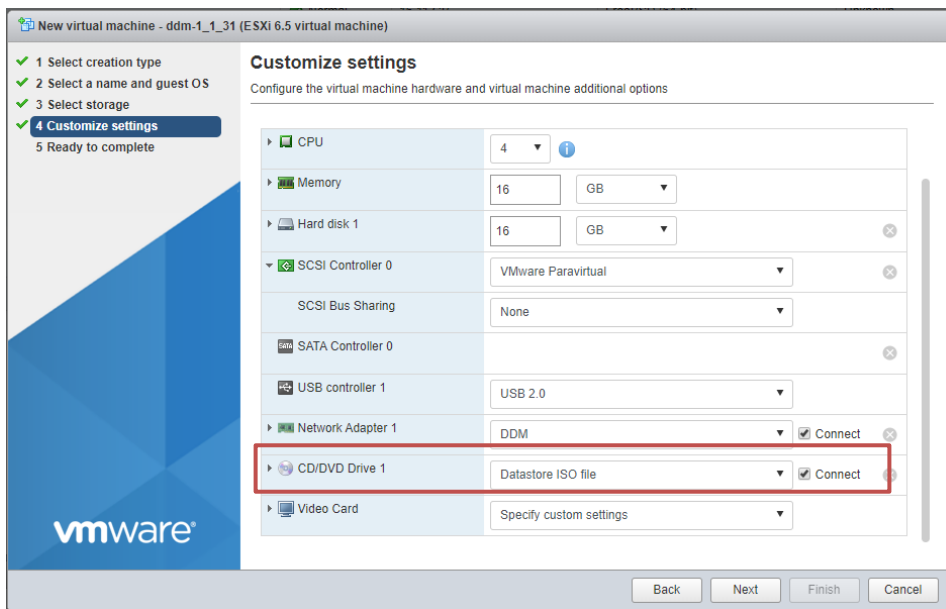 New virtual machine - ddm-1_1_31 (ESXi 6.5 virtual machine)
1 Select creation type
2 Select a name and guest OS
3 Select storage
4 Customize settings
5 Ready to complete
Customize settings
Configure the virtual machine hardware and virtual machine additional options
CPU 4
Memory 16 GB
Hard disk 1 16 GB
SCSI Controller 0 VMware Paravirtual
SCSI Bus Sharing None
SATA Controller 0
USB controller 1 USB 2.0
Network Adapter 1 DDM Connect
CD/DVD Drive 1 Datastore ISO file Connect
Video Card Specify custom settings
vmware®
Back Next Finish Cancel